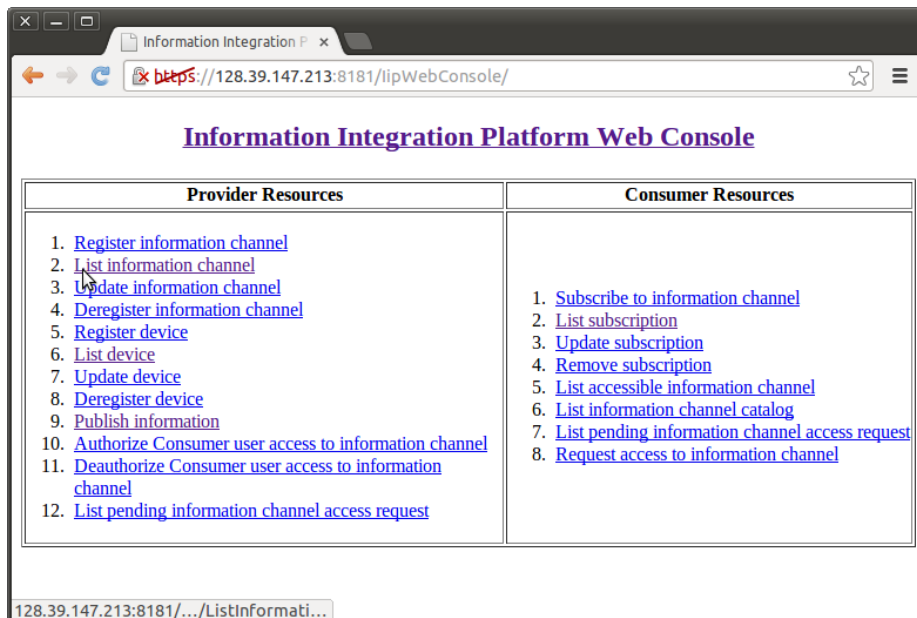 Information Integration P
https://128.39.147.213:8181/IipWebConsole/
Information Integration Platform Web Console
Provider Resources
1. Register information channel
2. List information channel
3. Update information channel
4. Deregister information channel
5. Register device
6. List device
7. Update device
8. Deregister device
9. Publish information
10. Authorize Consumer user access to information channel
11. Deauthorize Consumer user access to information
channel
12. List pending information channel access request
Consumer Resources
1. Subscribe to information channel
2. List subscription
3. Update subscription
4. Remove subscription
5. List accessible information channel
6. List information channel catalog
7. List pending information channel access request
8. Request access to information channel
128.39.147.213:8181/.../ListInformati...